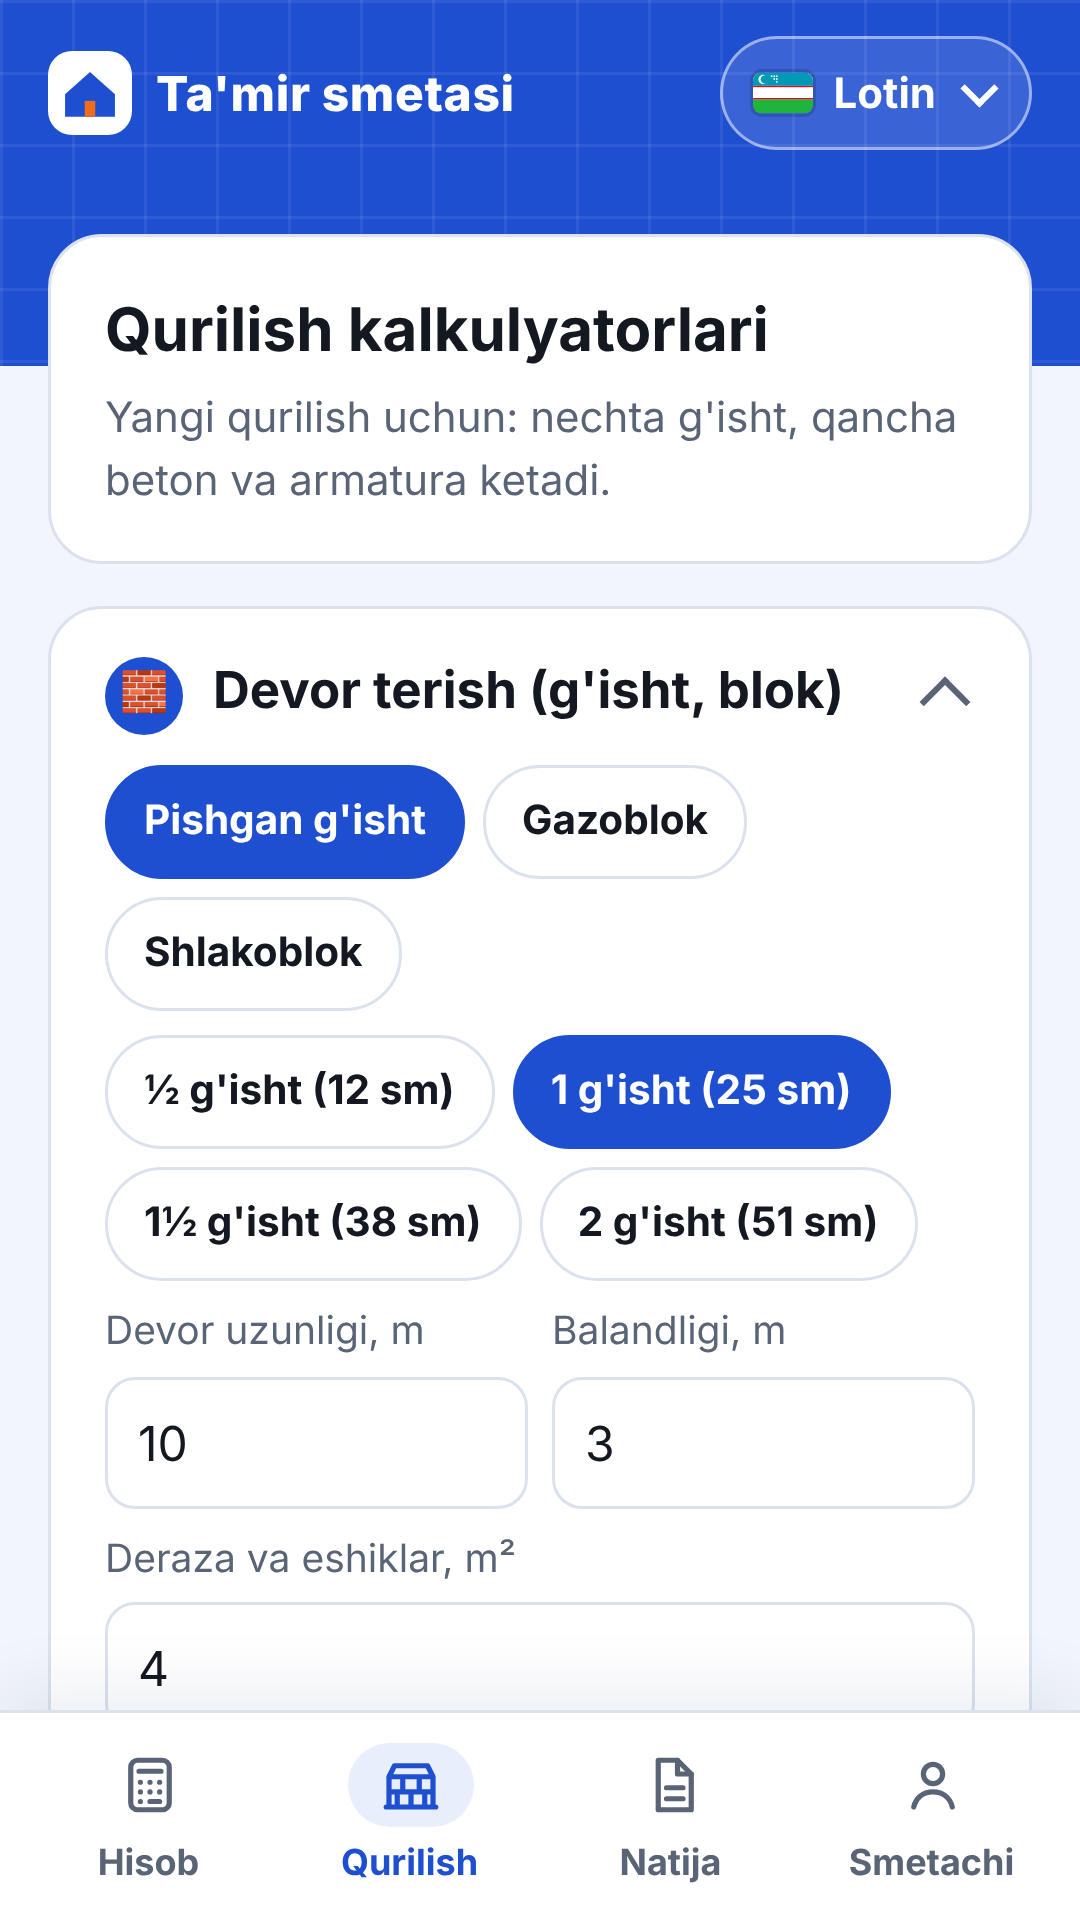 Ta'mir smetasi
Lotin
Qurilish kalkulyatorlari
Yangi qurilish uchun: nechta g'isht, qancha
beton va armatura ketadi.
Devor terish (g'isht, blok)
Pishgan g'isht
Gazoblok
Shlakoblok
½ g'isht (12 sm)
1 g'isht (25 sm)
1½ g'isht (38 sm)
2 g'isht (51 sm)
Devor uzunligi, m
Balandligi, m
10
3
Deraza va eshiklar, m²
4
Hisob
Qurilish
Natija
Smetachi